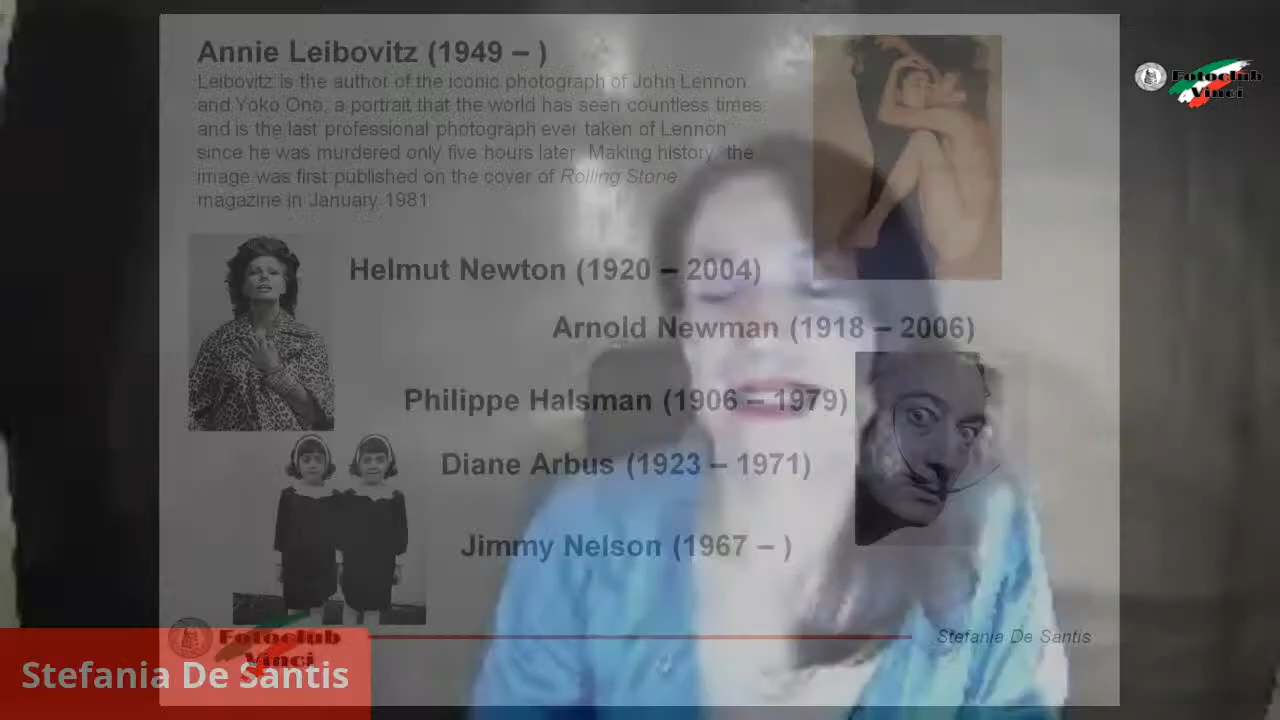 Annie Leibovitz (1949 – )
Leibovitz is the author of the iconic photograph of John Lennon
and Yoko Ono, a portrait that the world has seen countless times
and is the last professional photograph ever taken of Lennon
since he was murdered only five hours later. Making history, the
image was first published on the cover of Rolling Stone
magazine in January 1981
Fotoclub
Vinci
Helmut Newton (1920 – 2004)
Arnold Newman (1918 – 2006)
Philippe Halsman (1906 – 1979)
Diane Arbus (1923 – 1971)
Jimmy Nelson (1967 – )
Fotoclub
Vinci
Stefania De Santis
Stefania De Santis